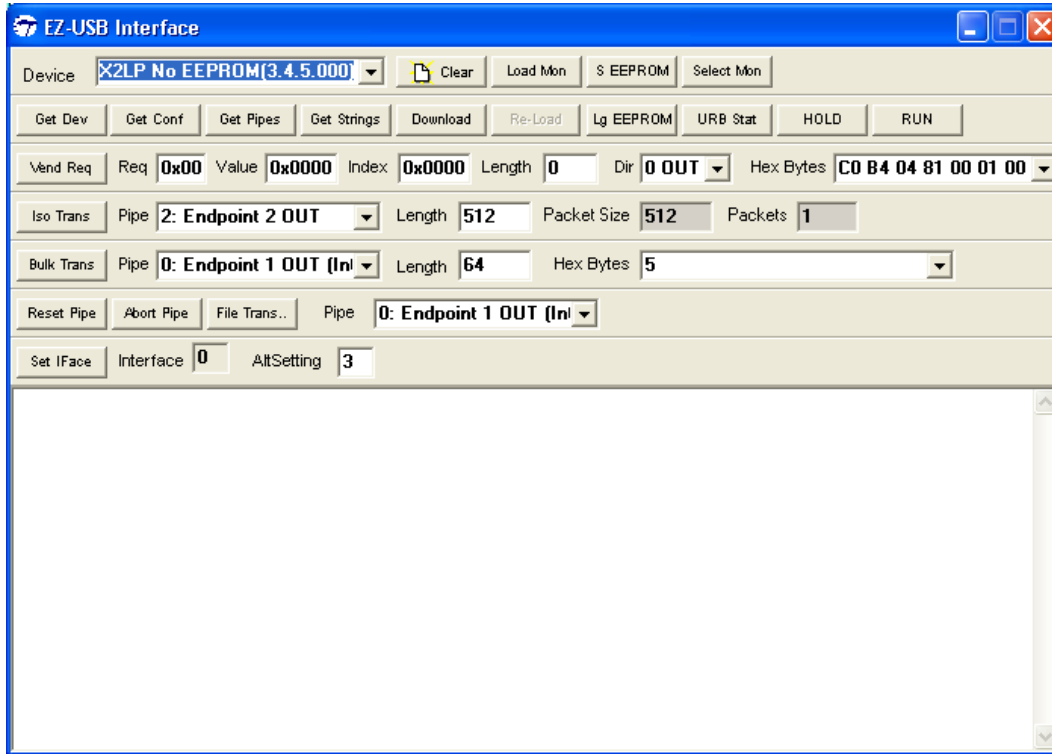 EZ-USB Interface
Device X2LP No EEPROM(3.4.5.000) Clear Load Mon S EEPROM Select Mon
Get Dev Get Conf Get Pipes Get Strings Download Re-Load Lg EEPROM URB Stat HOLD RUN
Vend Req Req 0x00 Value 0x0000 Index 0x0000 Length 0 Dir 0 OUT Hex Bytes C0 B4 04 81 00 01 00
Iso Trans Pipe 2: Endpoint 2 OUT Length 512 Packet Size 512 Packets 1
Bulk Trans Pipe 0: Endpoint 1 OUT Length 64 Hex Bytes 5
Reset Pipe Abort Pipe File Trans.. Pipe 0: Endpoint 1 OUT
Set IFace Interface 0 AltSetting 3